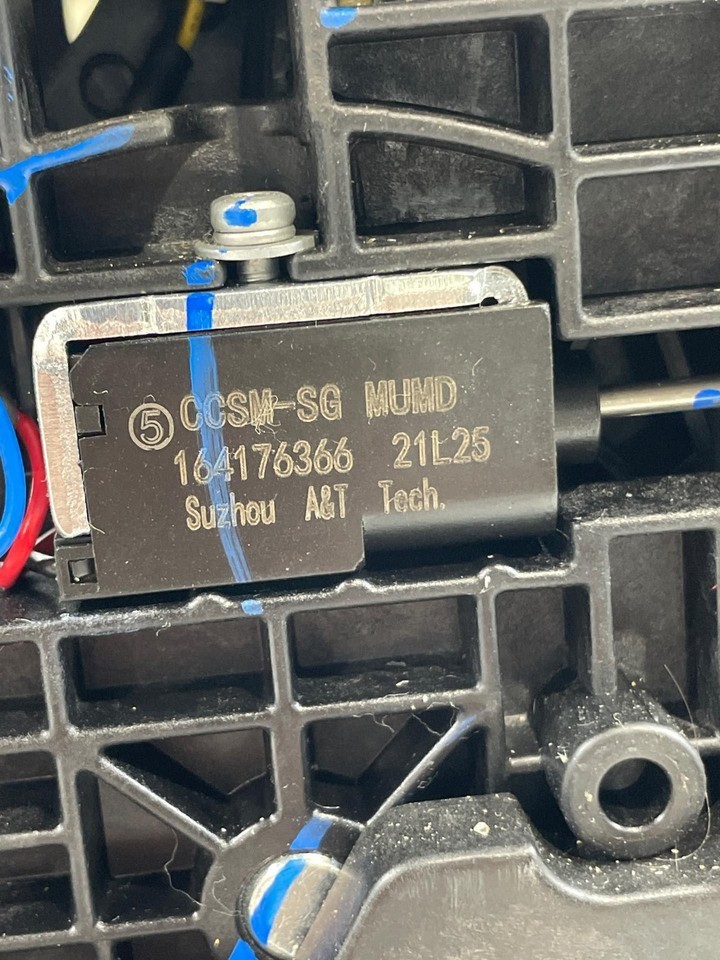 ⑤ CCSM-SG MUMD
164176366 21L25
Suzhou A&T Tech.